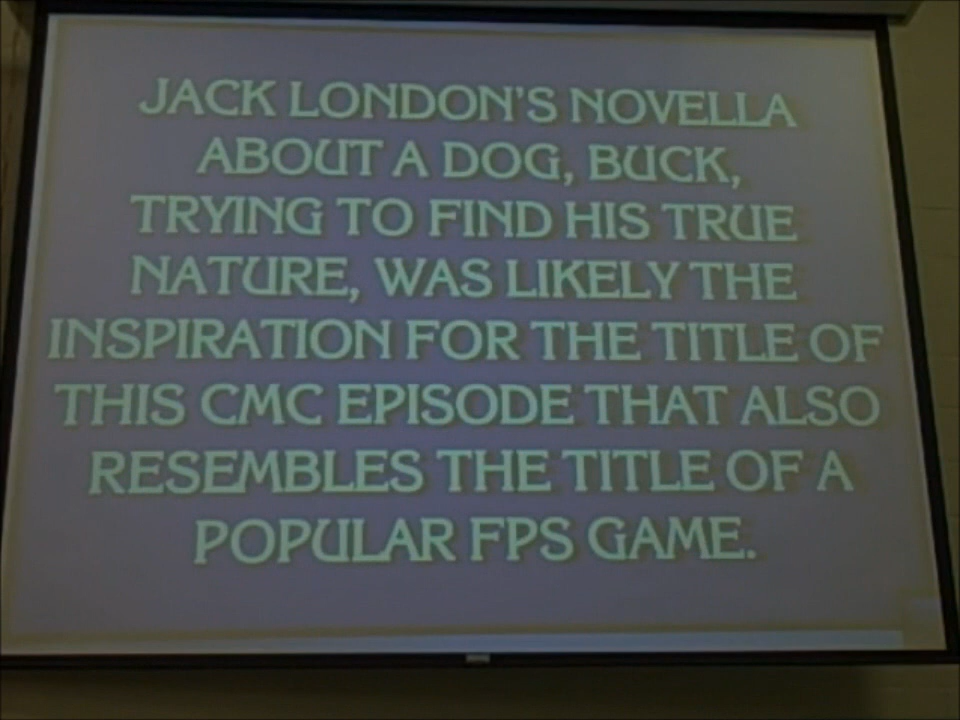 JACK LONDON'S NOVELLA
ABOUT A DOG, BUCK,
TRYING TO FIND HIS TRUE
NATURE, WAS LIKELY THE
INSPIRATION FOR THE TITLE OF
THIS CMC EPISODE THAT ALSO
RESEMBLES THE TITLE OF A
POPULAR FPS GAME.